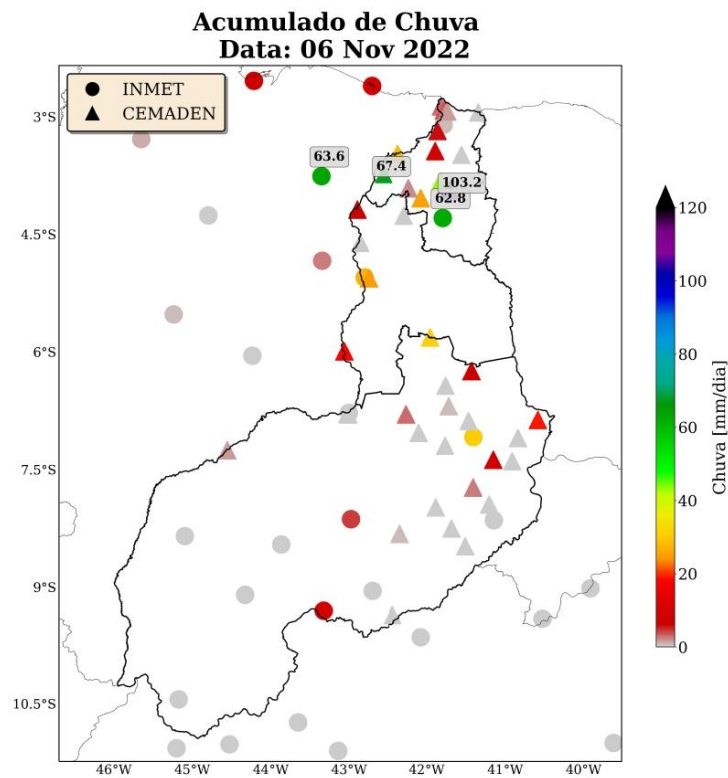 Acumulado de Chuva
Data: 06 Nov 2022
INMET
CEMADEN
3°S
4.5°S
6°S
7.5°S
9°S
10.5°S
63.6
67.4
103.2
62.8
46°W
45°W
44°W
43°W
42°W
41°W
40°W
120
100
80
60
40
20
0
Chuva [mm/dia]